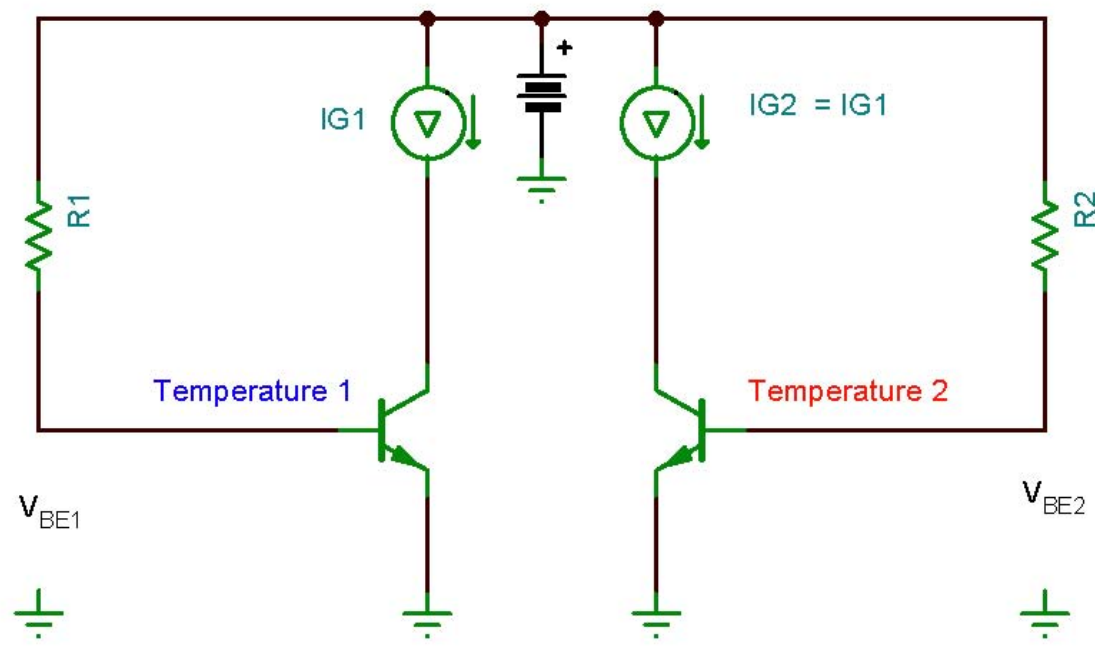 +
IG1
IG2 = IG1
R1
R2
Temperature 1
Temperature 2
VBE1
VBE2